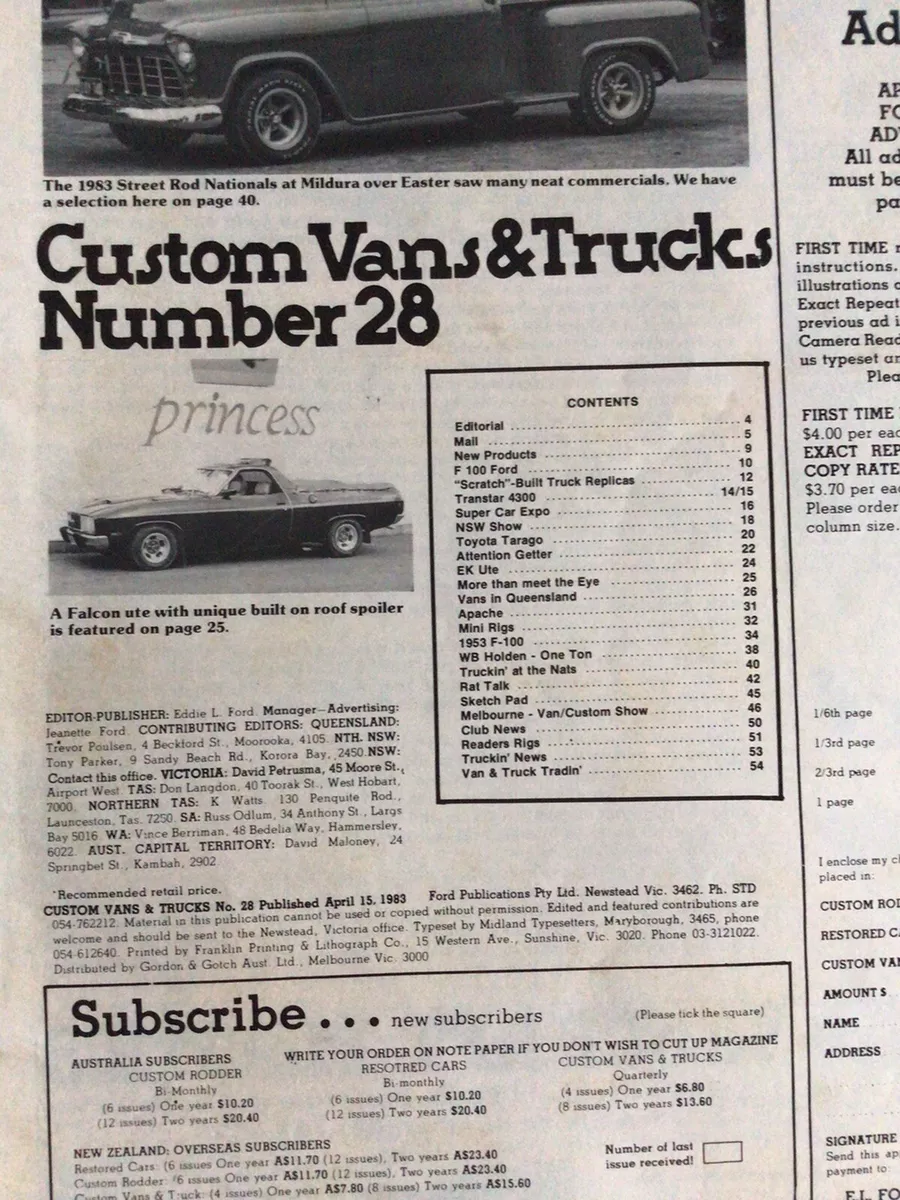 The 1983 Street Rod Nationals at Mildura over Easter saw many neat commercials. We have
a selection here on page 40.
Custom Vans & Trucks
Number 28
princess
A Falcon ute with unique built on roof spoiler
is featured on page 25.
CONTENTS
Editorial 4
Mail 5
New Products 9
F 100 Ford 10
"Scratch"-Built Truck Replicas 12
Transtar 4300 14/15
Super Car Expo 16
NSW Show 18
Toyota Tarago 20
Attention Getter 22
EK Ute 24
More than meet the Eye 25
Vans in Queensland 26
Apache 31
Mini Rigs 32
1953 F-100 34
WB Holden - One Ton 38
Truckin' at the Nats 40
Rat Talk 42
Sketch Pad 45
Melbourne - Van/Custom Show 46
Club News 50
Readers Rigs 51
Truckin' News 53
Van & Truck Tradin' 54
EDITOR-PUBLISHER: Eddie L. Ford. Manager—Advertising:
Jeanette Ford. CONTRIBUTING EDITORS: QUEENSLAND:
Trevor Poulsen, 4 Beckford St., Moorooka, 4105. NTH. NSW:
Tony Parker, 9 Sandy Beach Rd., Korora Bay, 2450. NSW:
Contact this office. VICTORIA: David Petrusma, 45 Moore St.,
Airport West. TAS: Don Langdon, 40 Toorak St., West Hobart,
7000. NORTHERN TAS: K Watts 130 Penquite Rod.,
Launceston, Tas. 7250. SA: Russ Odlum, 34 Anthony St., Largs
Bay 5016. WA: Vince Berriman, 48 Bedelia Way, Hammersley,
6022. AUST. CAPITAL TERRITORY: David Maloney, 24
Springbet St., Kambah, 2902.
*Recommended retail price.
CUSTOM VANS & TRUCKS No. 28 Published April 15, 1983 Ford Publications Pty Ltd. Newstead Vic. 3462. Ph. STD
054-762212. Material in this publication cannot be used or copied without permission. Edited and featured contributions are
welcome and should be sent to the Newstead, Victoria office. Typeset by Midland Typesetters, Maryborough, 3465, phone
054-612640. Printed by Franklin Printing & Lithograph Co., 15 Western Ave., Sunshine, Vic. 3020. Phone 03-3121022.
Distributed by Gordon & Gotch Aust. Ltd., Melbourne Vic. 3000
Subscribe . . . new subscribers (Please tick the square)
WRITE YOUR ORDER ON NOTE PAPER IF YOU DON'T WISH TO CUT UP MAGAZINE
AUSTRALIA SUBSCRIBERS
CUSTOM RODDER
Bi-Monthly
(6 issues) One year $10.20
(12 issues) Two years $20.40
RESOTRED CARS
Bi-monthly
(6 issues) One year $10.20
(12 issues) Two years $20.40
CUSTOM VANS & TRUCKS
Quarterly
(4 issues) One year $6.80
(8 issues) Two years $13.60
NEW ZEALAND: OVERSEAS SUBSCRIBERS
Restored Cars: (6 issues One year A$11.70 (12 issues), Two years A$23.40
Custom Rodder: 6 issues One year A$11.70 (12 issues), Two years A$23.40
Custom Vans & Truck: (4 issues) One year A$7.80 (8 issues) Two years A$15.60
Number of last
issue received!
Ad
AP
FO
AD
All ad
must be
pa
FIRST TIME
instructions.
illustrations
Exact Repeat
previous ad i
Camera Read
us typeset ar
Plea
FIRST TIME
$4.00 per eac
EXACT REP
COPY RATE
$3.70 per ea
Please order
column size.
1/6th page
1/3rd page
2/3rd page
1 page
I enclose my c
placed in:
CUSTOM ROD
RESTORED CA
CUSTOM VAN
AMOUNT $
NAME
ADDRESS
SIGNATURE
Send this ap
payment to:
E.L. FO